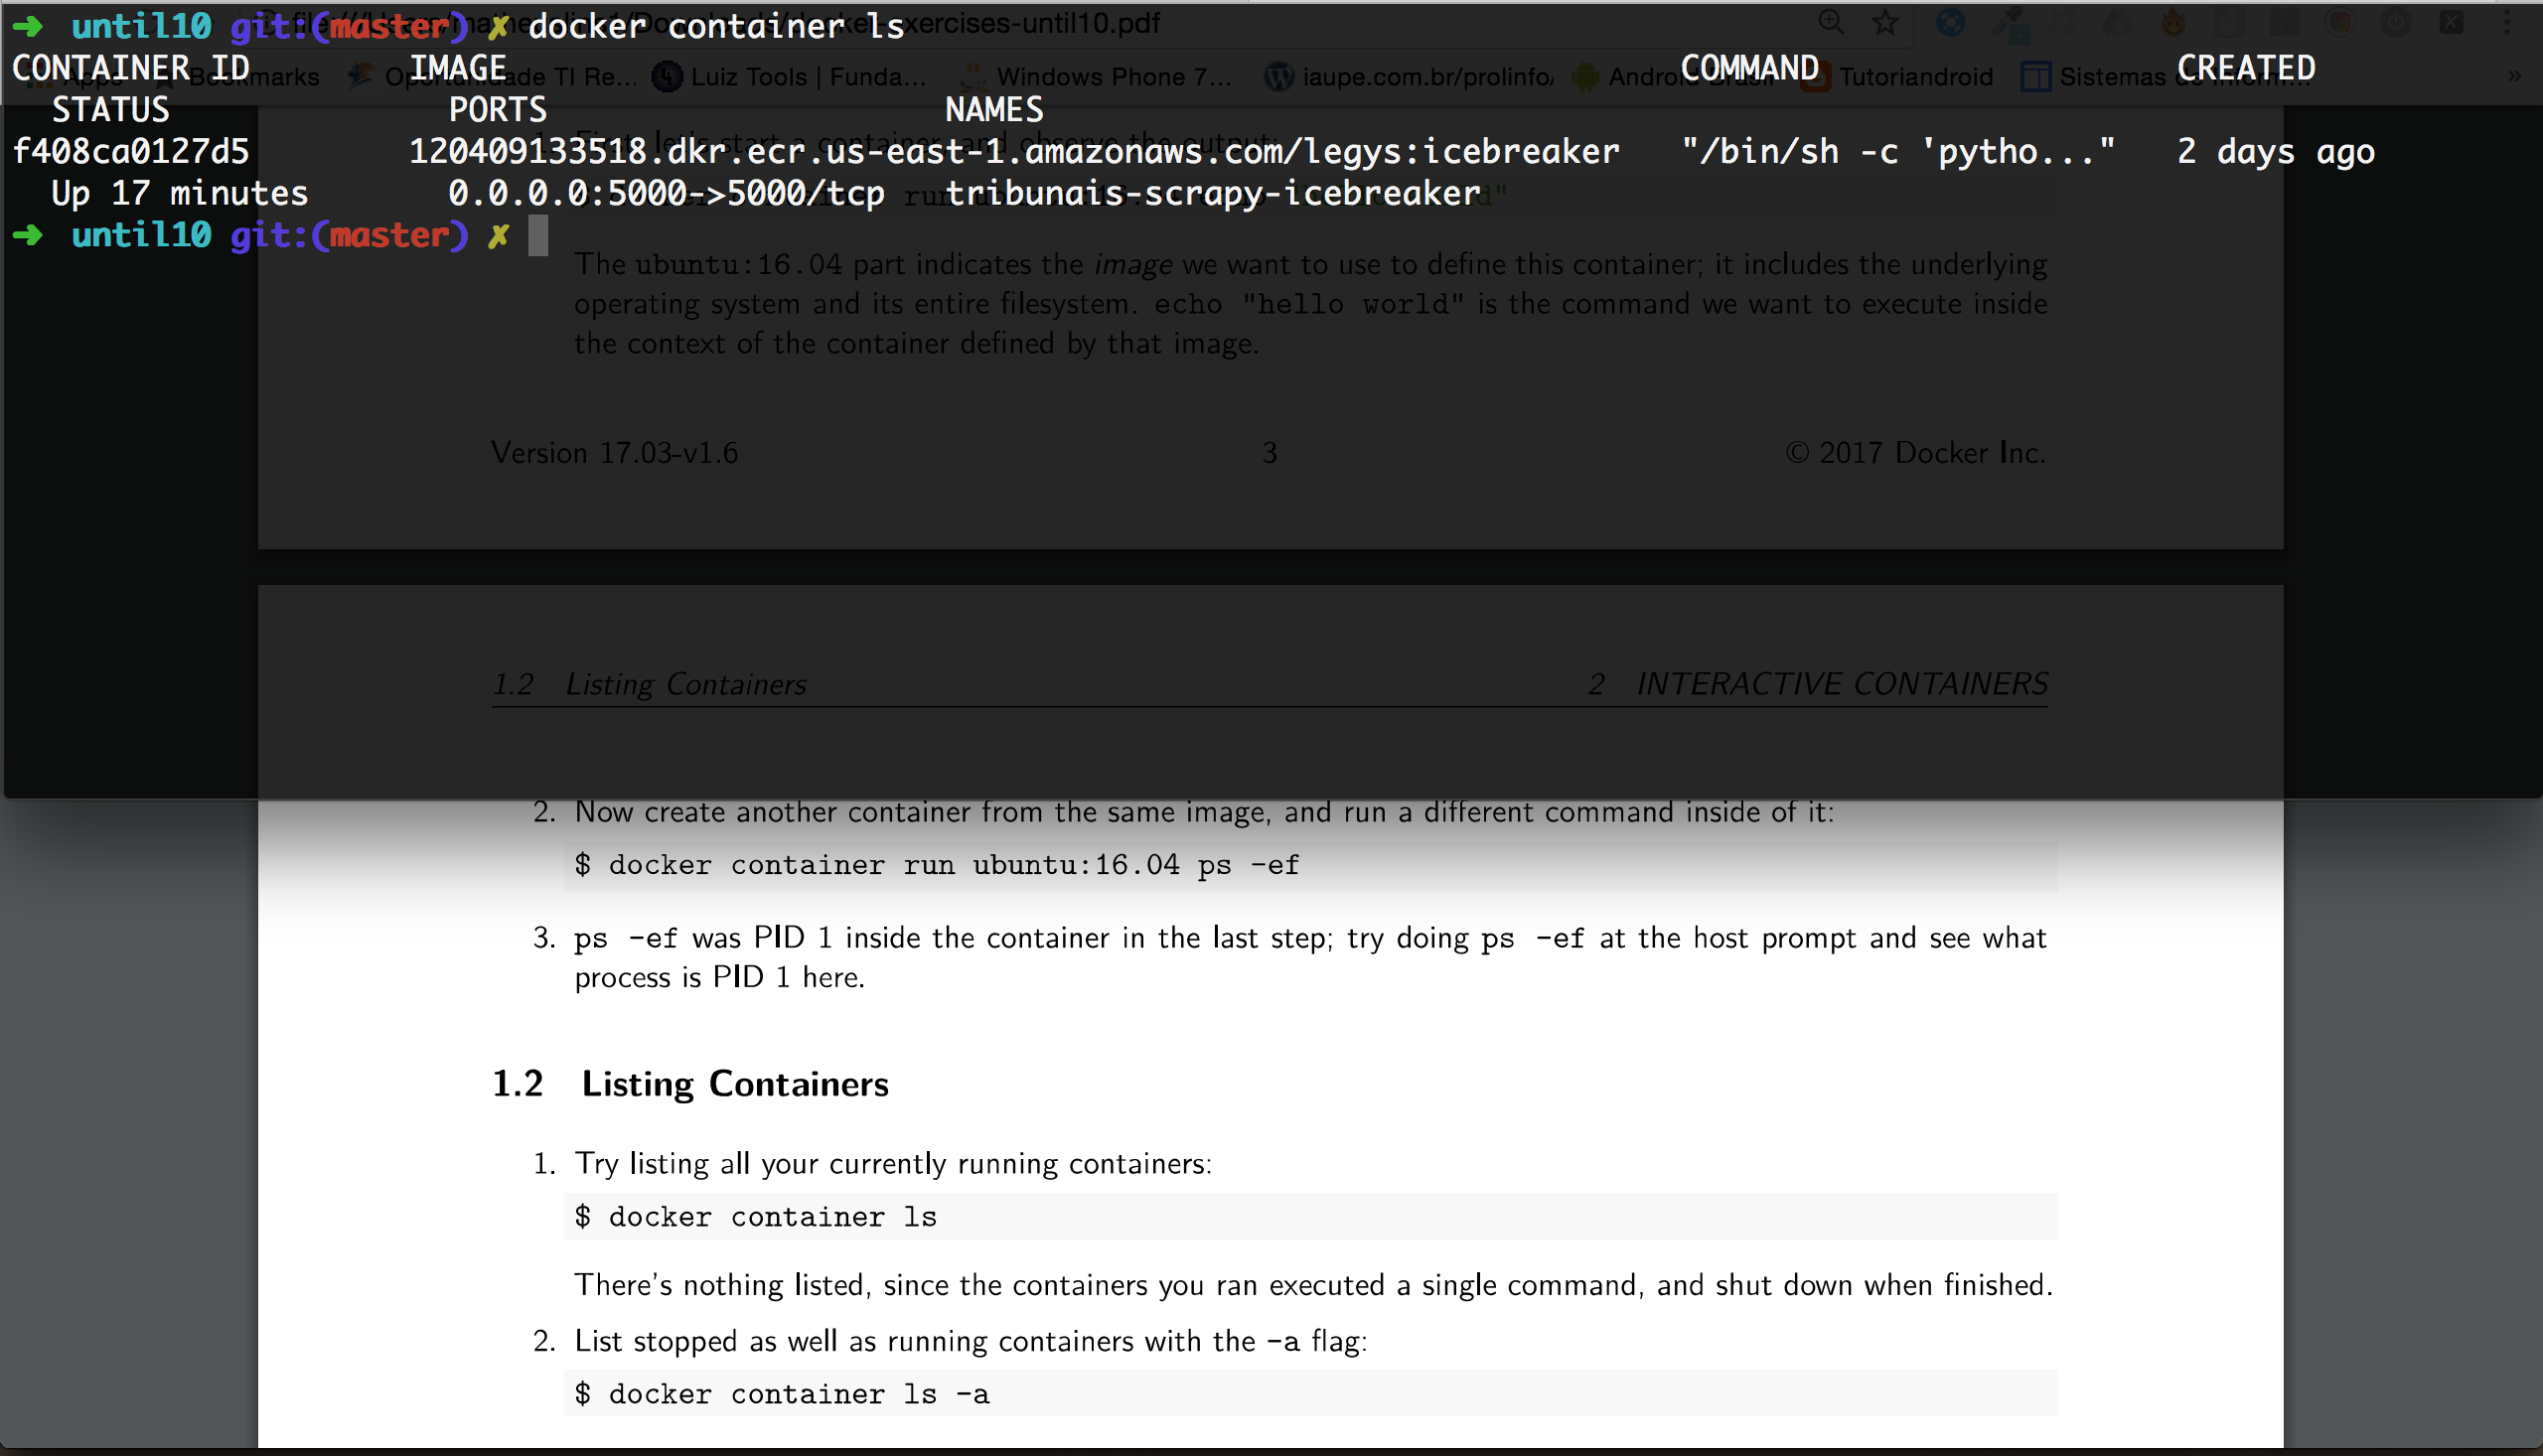 ➜ until10 git:(master) ✗ docker container ls
CONTAINER ID IMAGE COMMAND CREATED
STATUS PORTS NAMES
f408ca0127d5 120409133518.dkr.ecr.us-east-1.amazonaws.com/legys:icebreaker "/bin/sh -c 'pytho..." 2 days ago
Up 17 minutes 0.0.0.0:5000->5000/tcp tribunais-scrapy-icebreaker
➜ until10 git:(master) ✗
Apps Bookmarks Oportunidade TI Re... Luiz Tools | Funda... Windows Phone 7... iaupe.com.br/prolinfo/ Android Brasil Tutoriandroid Sistemas de Inform... »
1. First, let's start a container, and observe the output:
The ubuntu:16.04 part indicates the image we want to use to define this container; it includes the underlying
operating system and its entire filesystem. echo "hello world" is the command we want to execute inside
the context of the container defined by that image.
Version 17.03-v1.6 3 © 2017 Docker Inc.
1.2 Listing Containers 2 INTERACTIVE CONTAINERS
2. Now create another container from the same image, and run a different command inside of it:
$ docker container run ubuntu:16.04 ps -ef
3. ps -ef was PID 1 inside the container in the last step; try doing ps -ef at the host prompt and see what
process is PID 1 here.
1.2 Listing Containers
1. Try listing all your currently running containers:
$ docker container ls
There's nothing listed, since the containers you ran executed a single command, and shut down when finished.
2. List stopped as well as running containers with the -a flag:
$ docker container ls -a